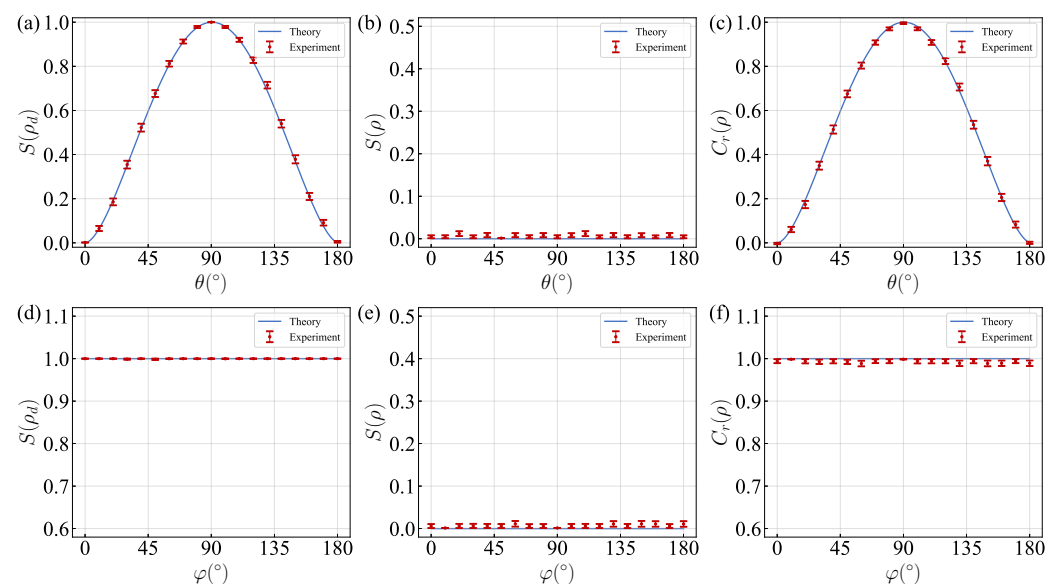 (a)
Theory
Experiment
S(ρ_d)
1.0
0.8
0.6
0.4
0.2
0.0
0 45 90 135 180
θ(°)
(b)
Theory
Experiment
S(ρ)
0.5
0.4
0.3
0.2
0.1
0.0
0 45 90 135 180
θ(°)
(c)
Theory
Experiment
C_r(ρ)
1.0
0.8
0.6
0.4
0.2
0.0
0 45 90 135 180
θ(°)
(d)
Theory
Experiment
S(ρ_d)
1.1
1.0
0.9
0.8
0.7
0.6
0 45 90 135 180
φ(°)
(e)
Theory
Experiment
S(ρ)
0.5
0.4
0.3
0.2
0.1
0.0
0 45 90 135 180
φ(°)
(f)
Theory
Experiment
C_r(ρ)
1.1
1.0
0.9
0.8
0.7
0.6
0 45 90 135 180
φ(°)